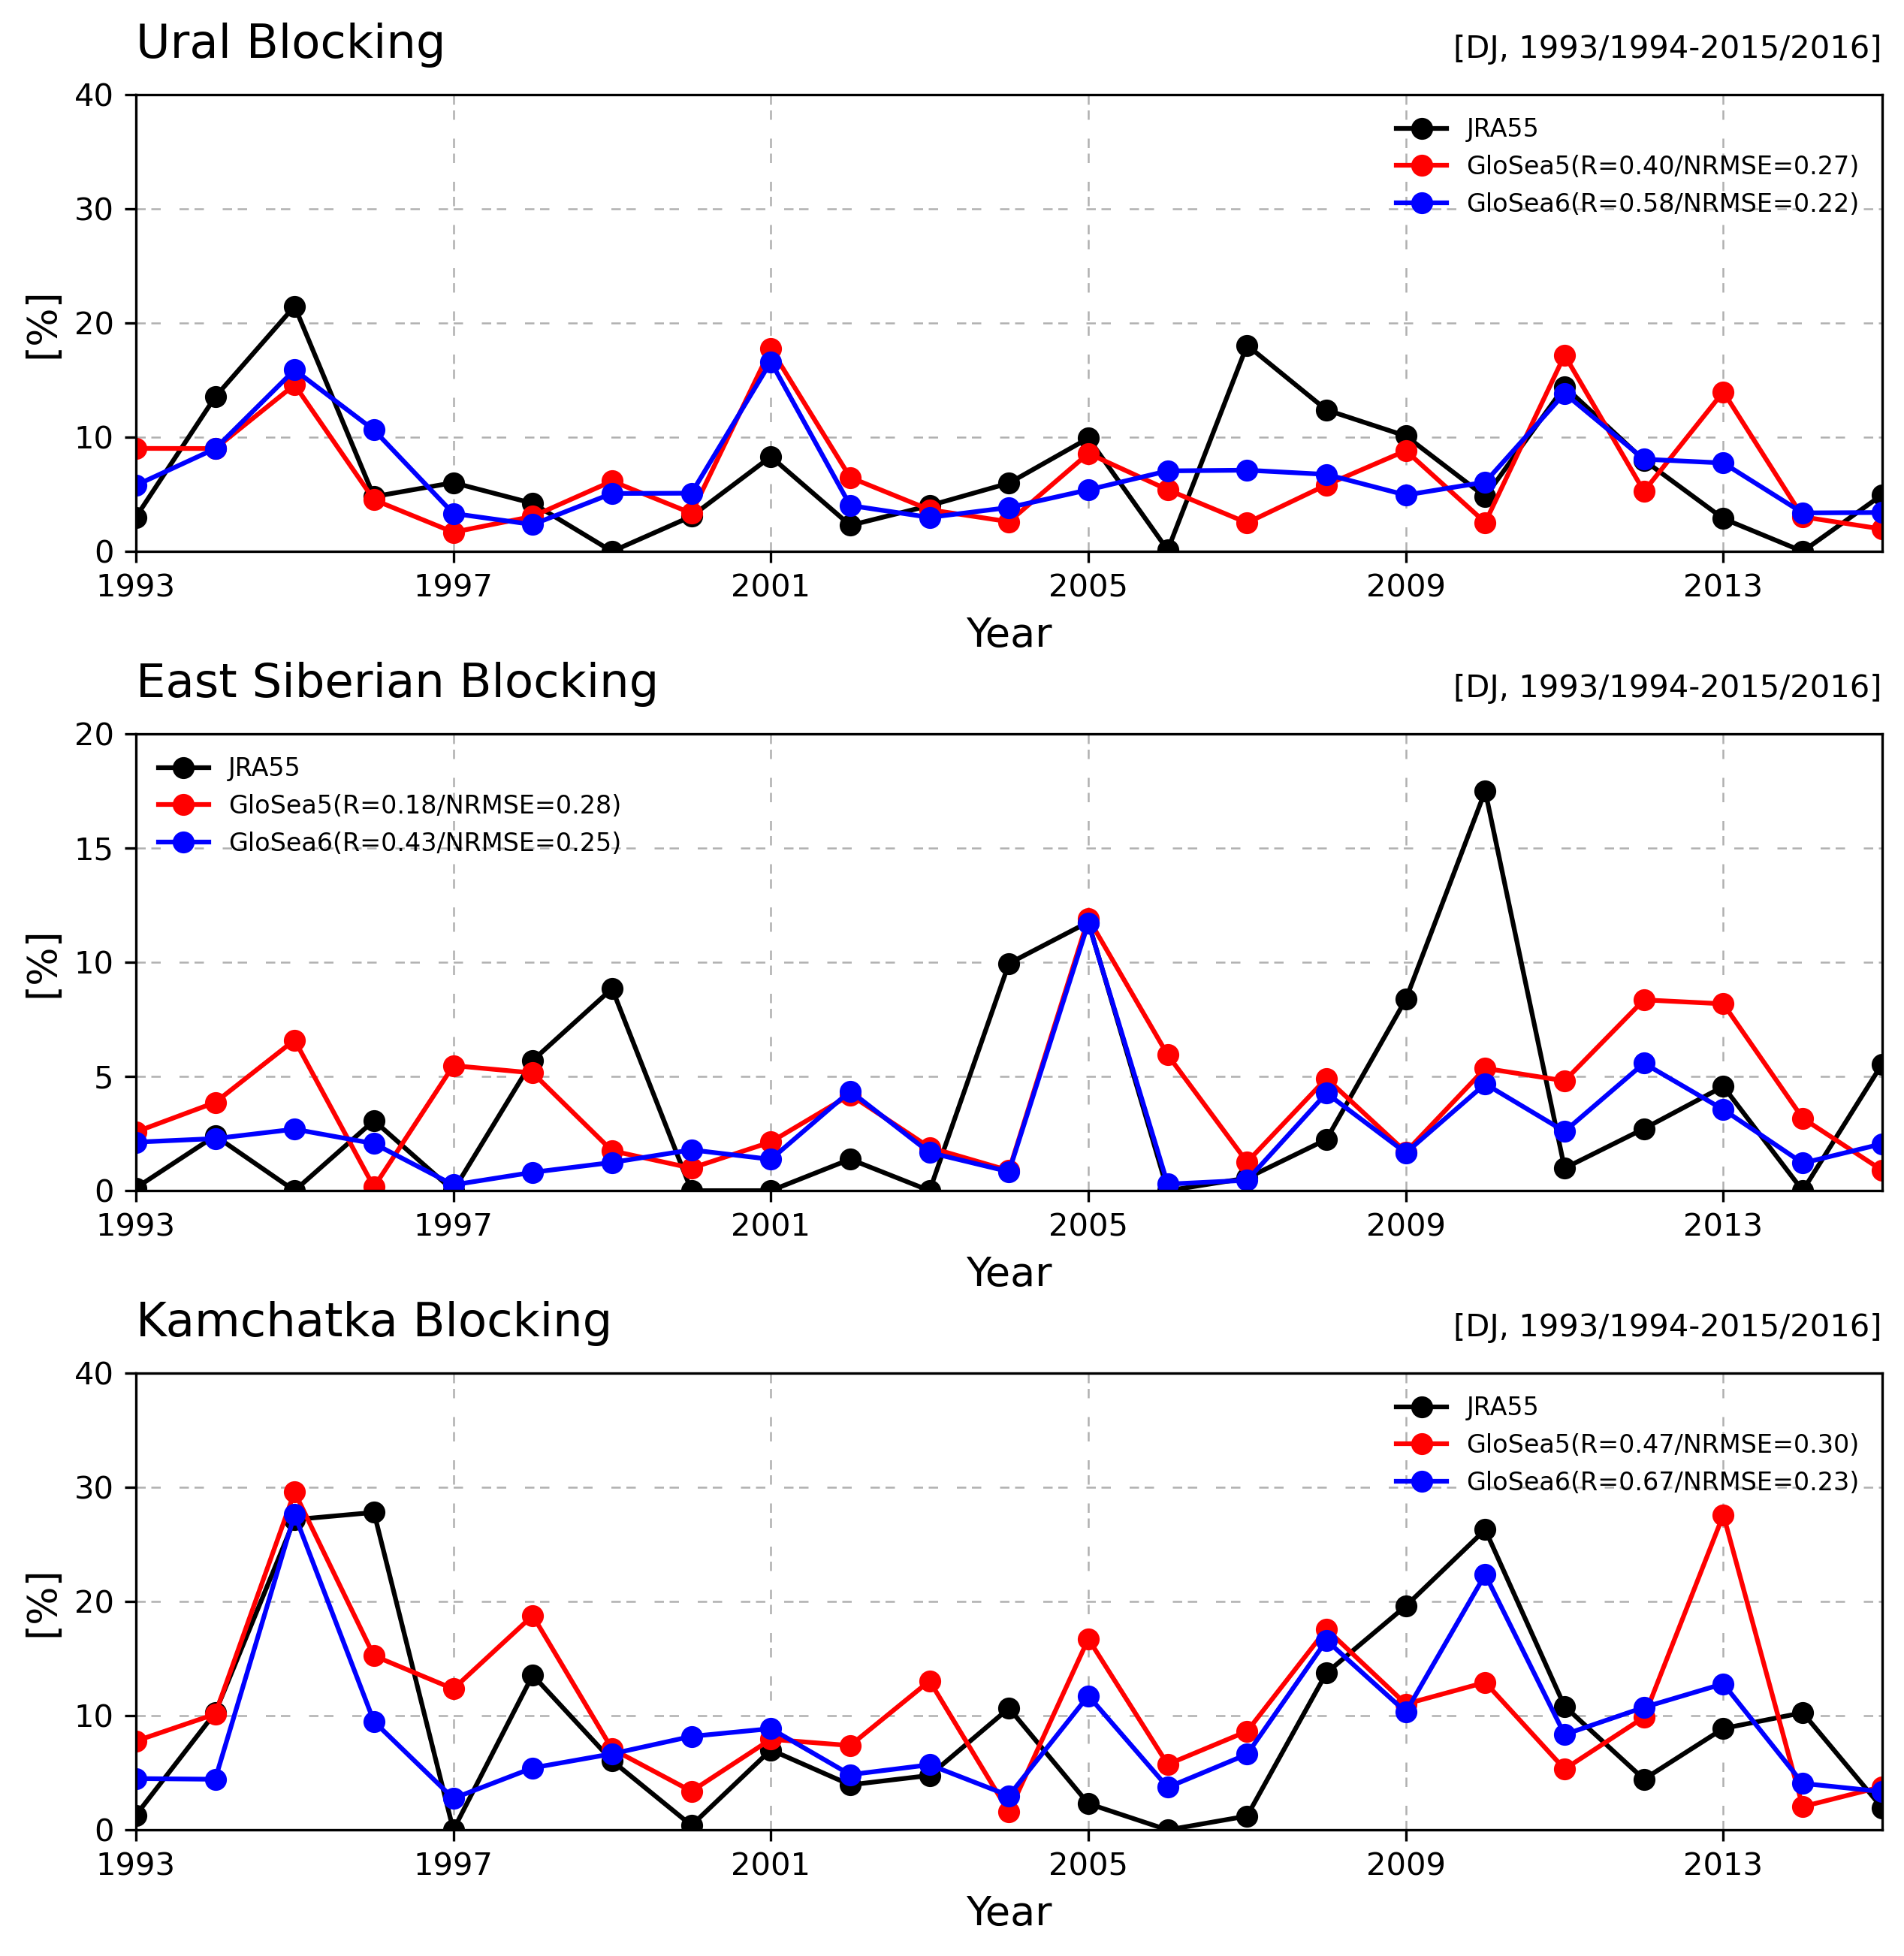 Ural Blocking [DJ, 1993/1994-2015/2016]
40
JRA55
GloSea5(R=0.40/NRMSE=0.27)
GloSea6(R=0.58/NRMSE=0.22)
30
[%]
20
10
0
1993 1997 2001 2005 2009 2013
Year
East Siberian Blocking [DJ, 1993/1994-2015/2016]
20
JRA55
GloSea5(R=0.18/NRMSE=0.28)
GloSea6(R=0.43/NRMSE=0.25)
15
[%]
10
5
0
1993 1997 2001 2005 2009 2013
Year
Kamchatka Blocking [DJ, 1993/1994-2015/2016]
40
JRA55
GloSea5(R=0.47/NRMSE=0.30)
GloSea6(R=0.67/NRMSE=0.23)
30
[%]
20
10
0
1993 1997 2001 2005 2009 2013
Year